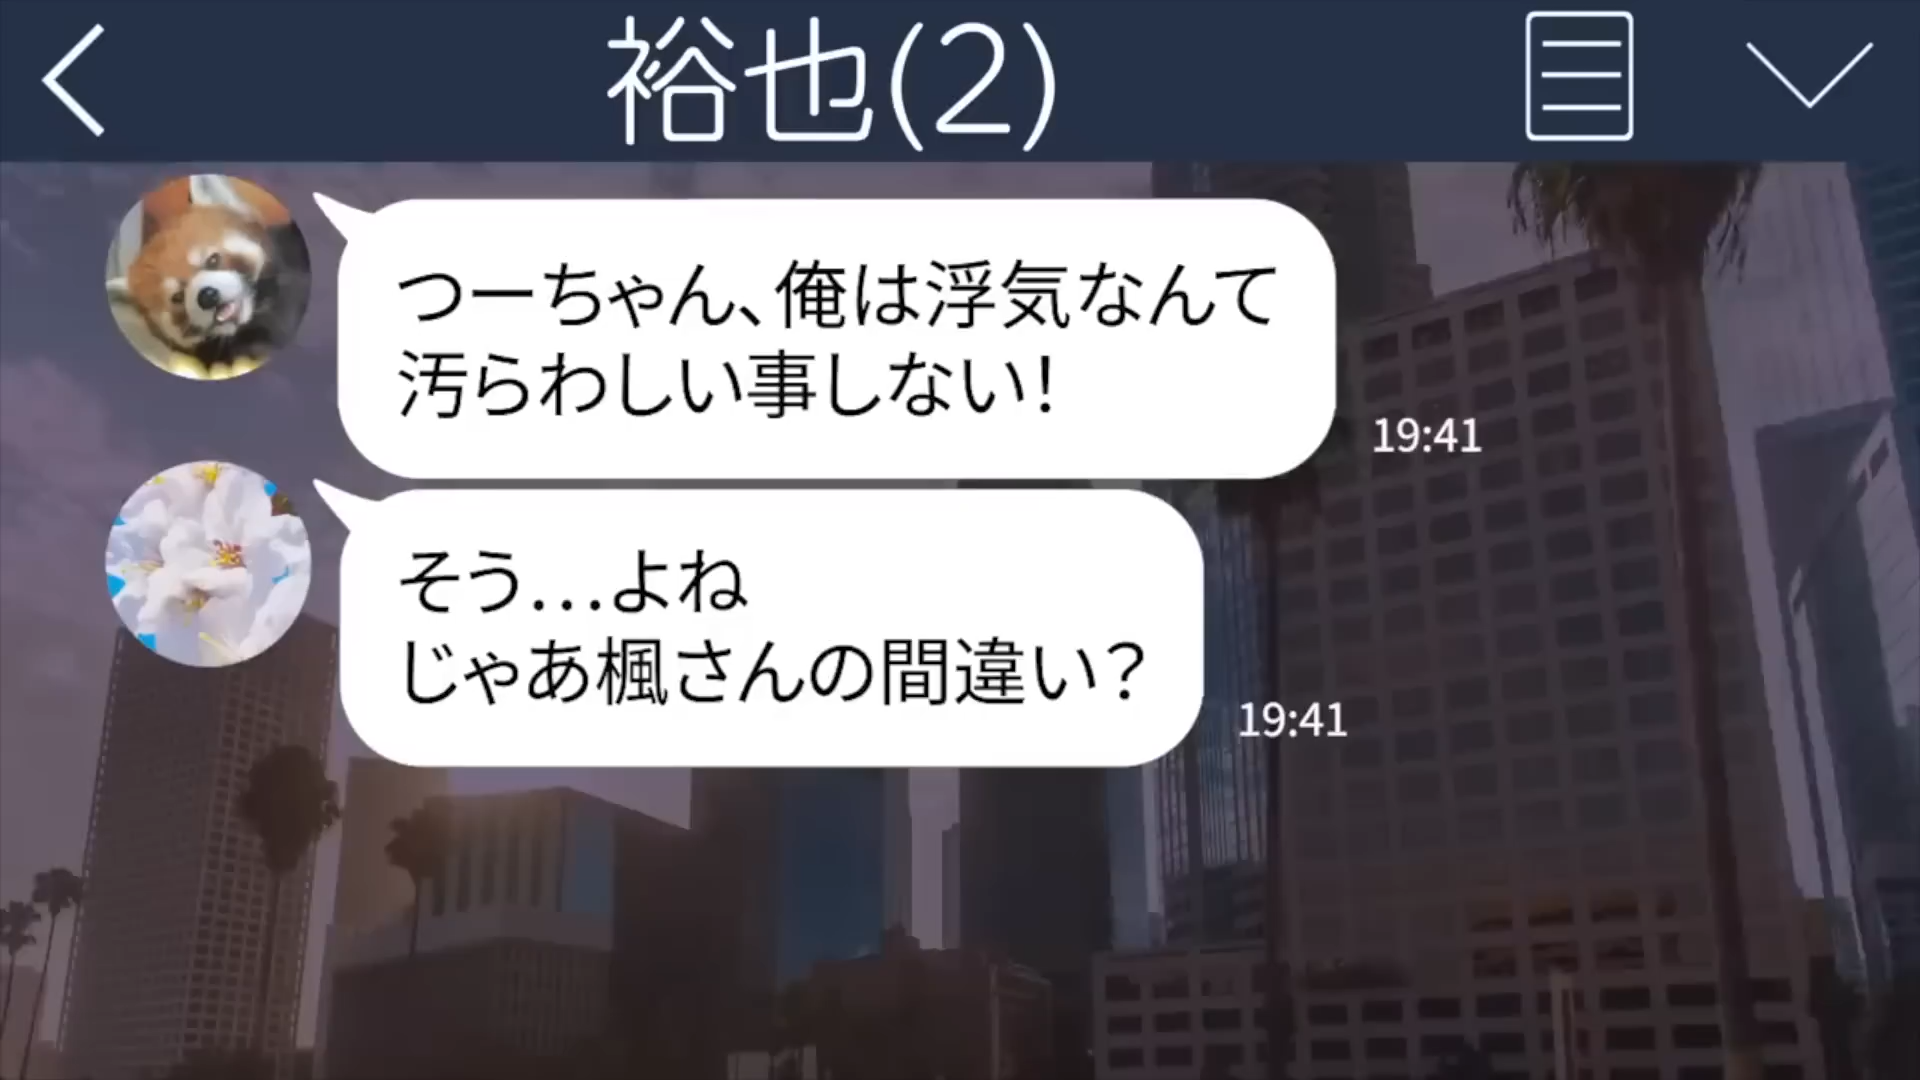 裕也(2)
つーちゃん、俺は浮気なんて
汚らわしい事しない!
19:41
そう…よね
じゃあ楓さんの間違い?
19:41